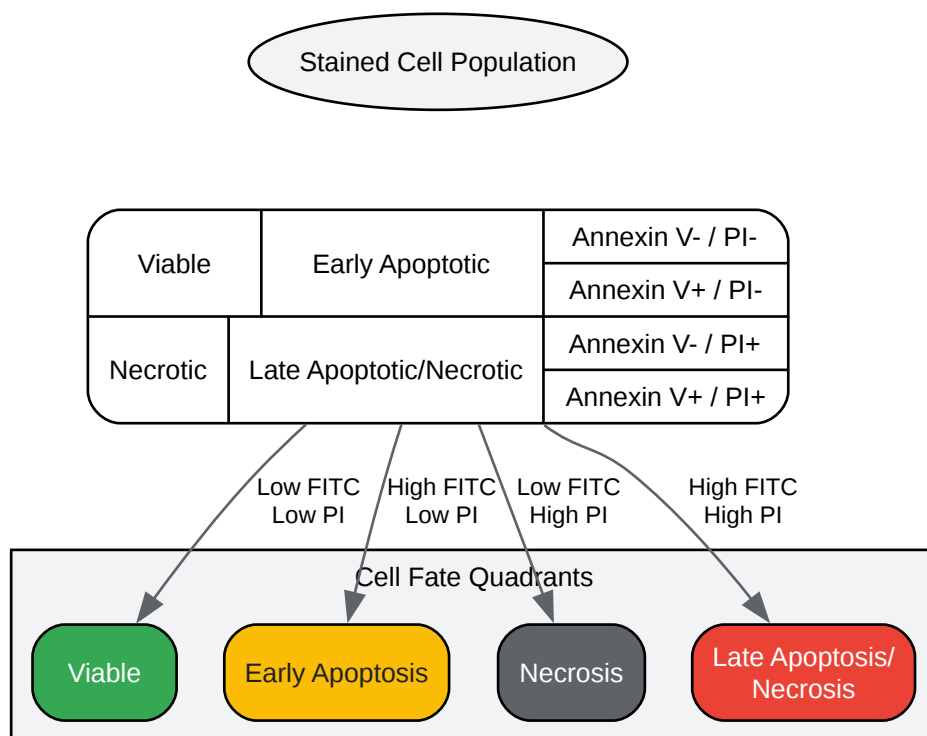 Stained Cell Population
Viable
Early Apoptotic
Annexin V- / PI-
Annexin V+ / PI-
Necrotic
Late Apoptotic/Necrotic
Annexin V- / PI+
Annexin V+ / PI+
Low FITC
Low PI
High FITC
Low PI
Low FITC
High PI
High FITC
High PI
Cell Fate Quadrants
Viable
Early Apoptosis
Necrosis
Late Apoptosis/
Necrosis